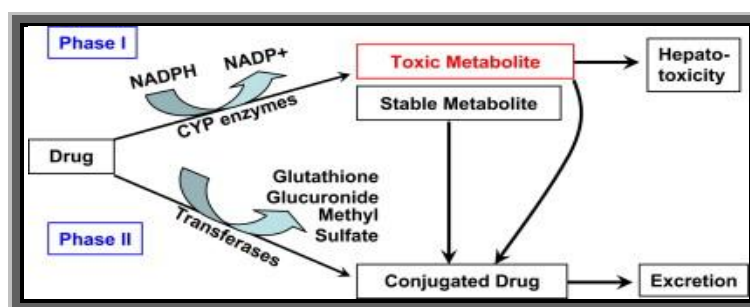 Phase I
NADPH
NADP+
CYP enzymes
Toxic Metabolite
Stable Metabolite
Hepato-
toxicity
Drug
Glutathione
Glucuronide
Methyl
Sulfate
Transferases
Phase II
Conjugated Drug
Excretion